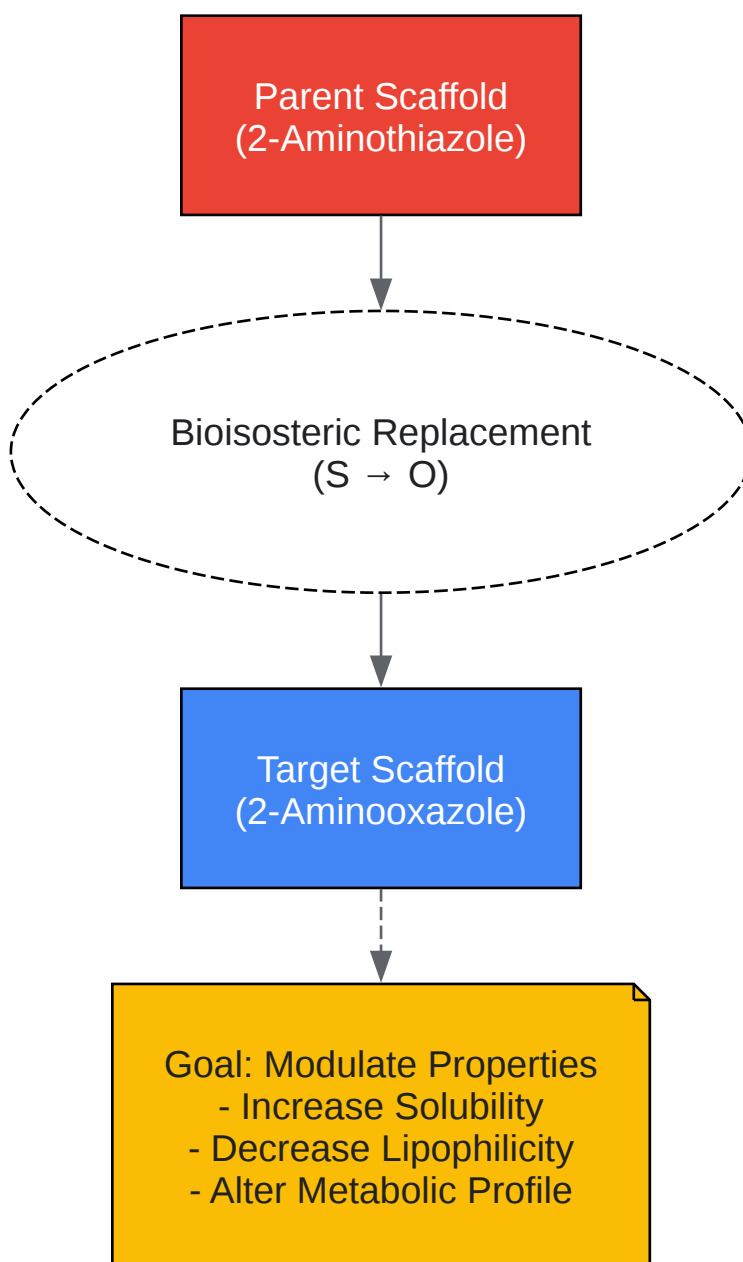 Parent Scaffold
(2-Aminothiazole)
Bioisosteric Replacement
(S → O)
Target Scaffold
(2-Aminooxazole)
Goal: Modulate Properties
- Increase Solubility
- Decrease Lipophilicity
- Alter Metabolic Profile